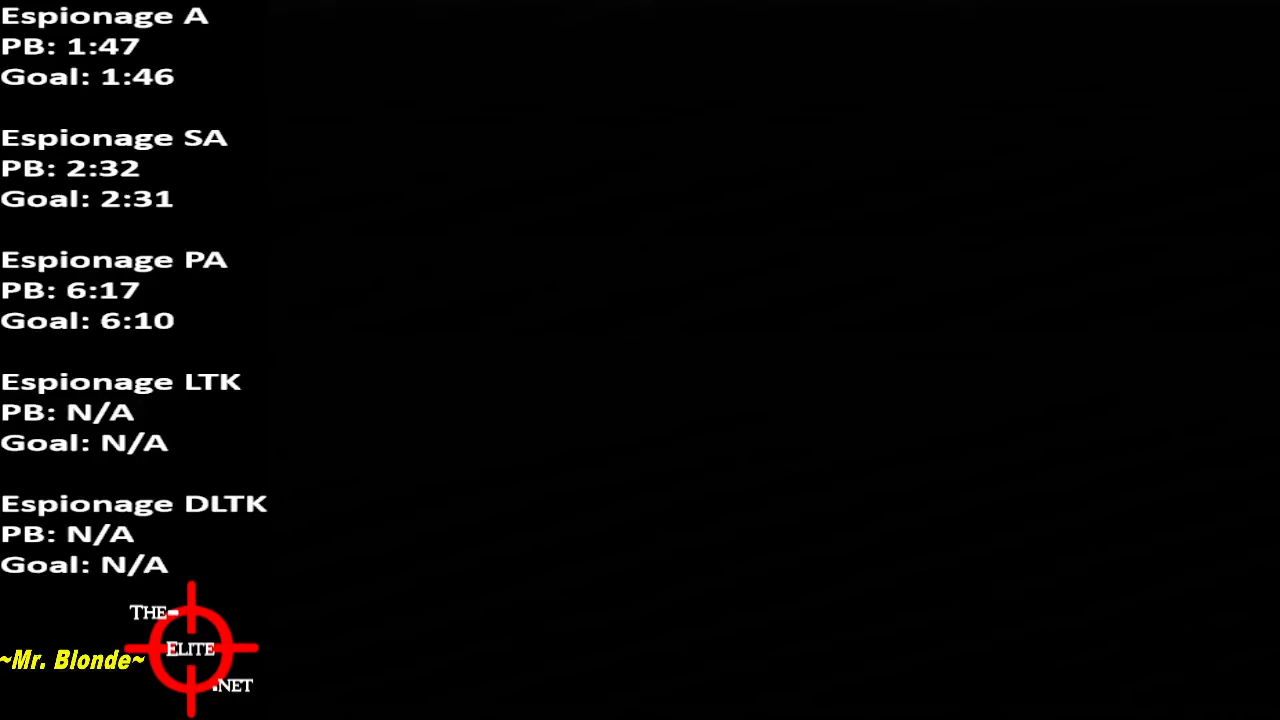 Espionage A
PB: 1:47
Goal: 1:46
Espionage SA
PB: 2:32
Goal: 2:31
Espionage PA
PB: 6:17
Goal: 6:10
Espionage LTK
PB: N/A
Goal: N/A
Espionage DLTK
PB: N/A
Goal: N/A
THE-
ELITE
.NET
~Mr. Blonde~